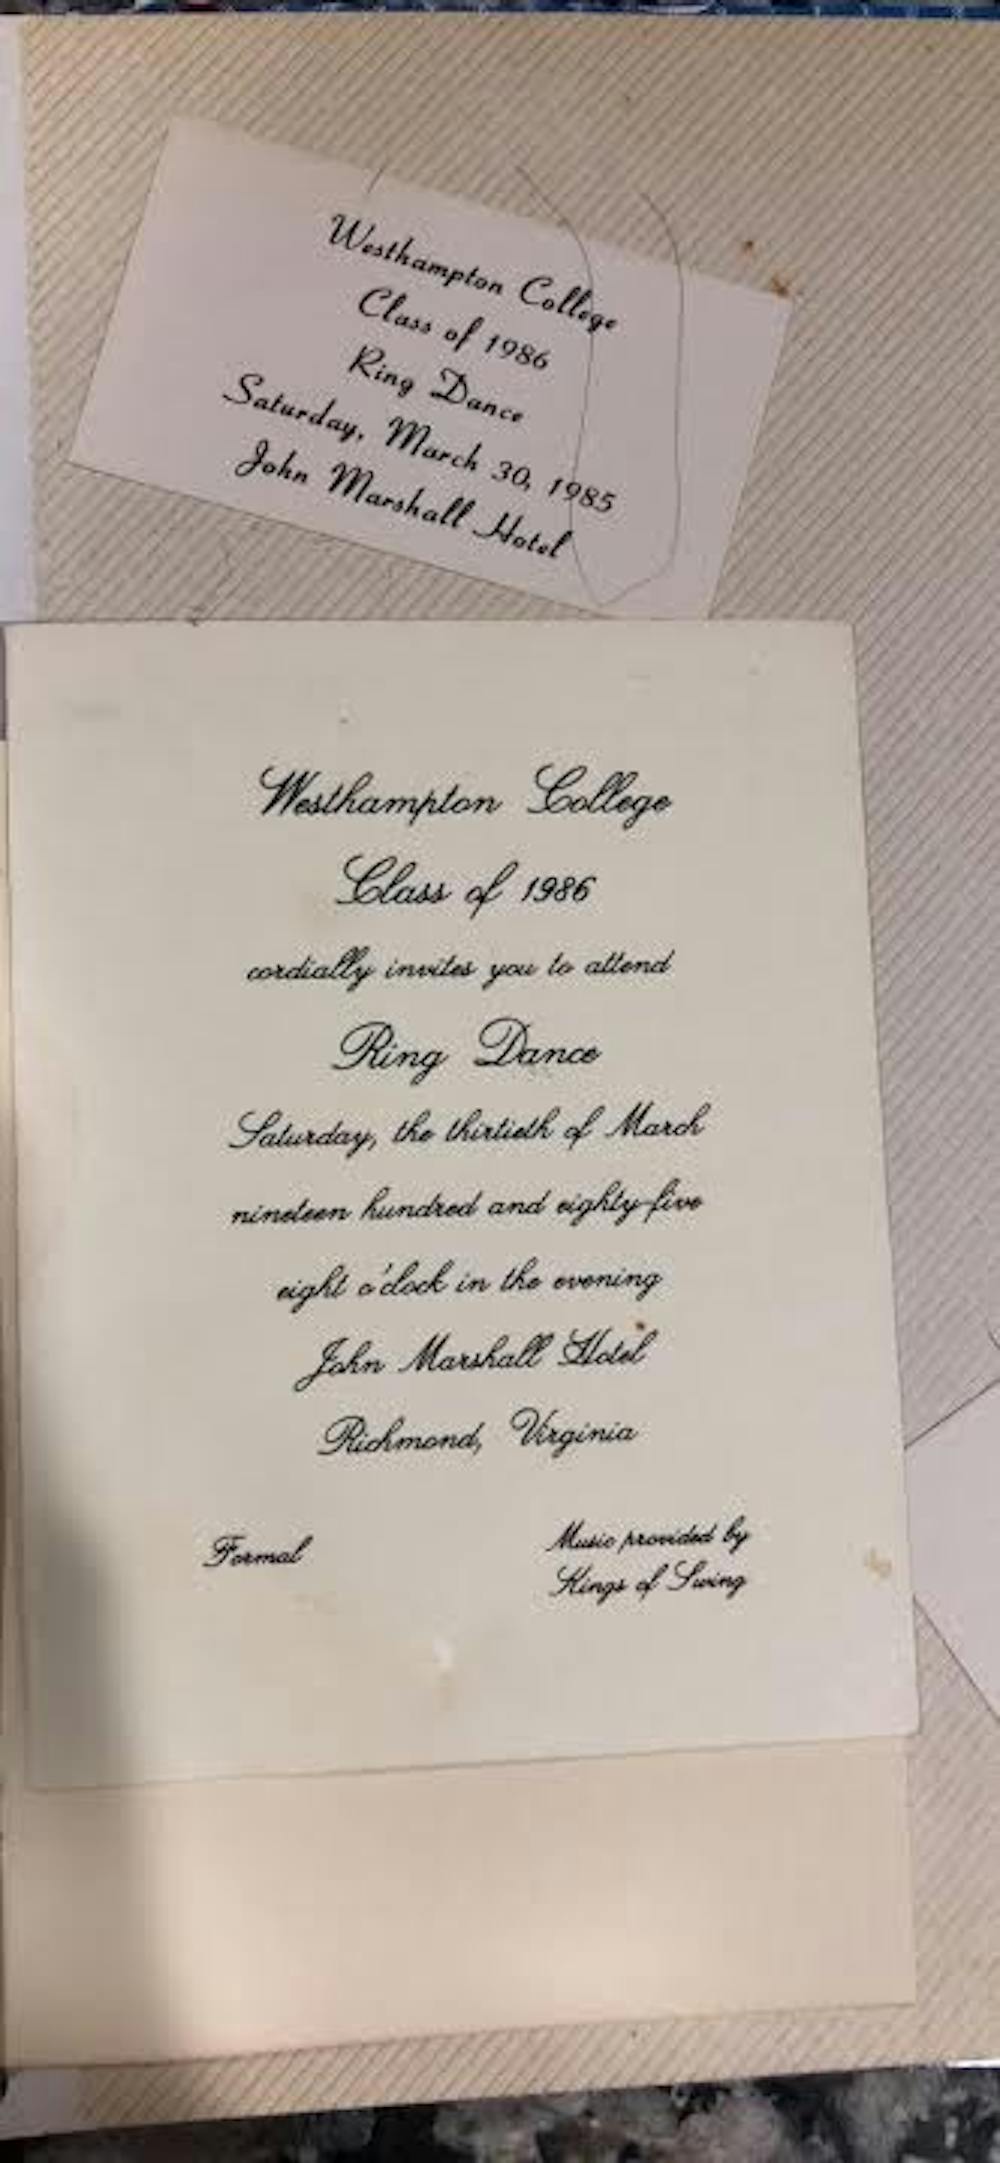 Westhampton College
Class of 1986
Ring Dance
Saturday, March 30, 1985
John Marshall Hotel
Westhampton College
Class of 1986
cordially invites you to attend
Ring Dance
Saturday, the thirtieth of March
nineteen hundred and eighty-five
eight o'clock in the evening
John Marshall Hotel
Richmond, Virginia
Formal
Music provided by
Kings of Swing